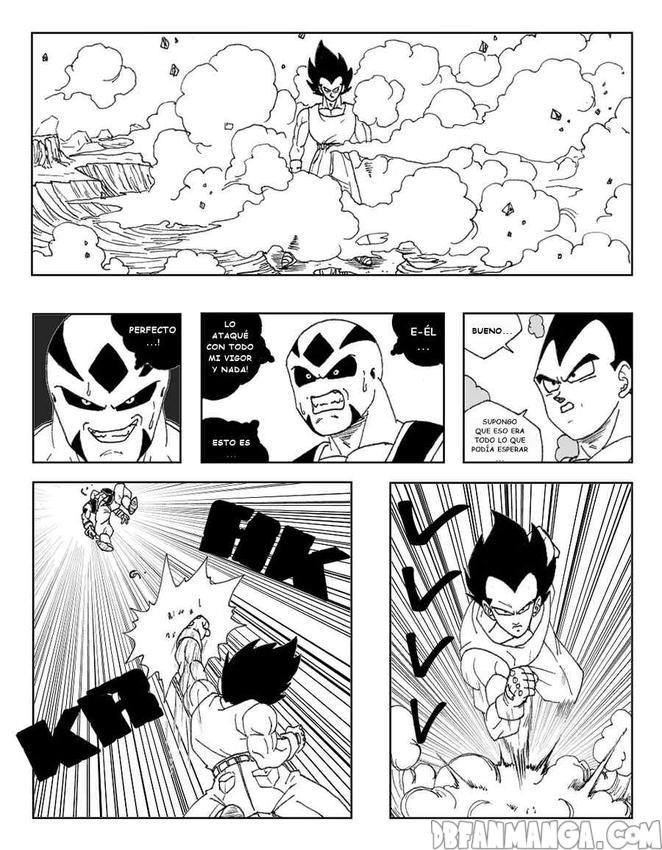 BUENO...
SUPONGO
QUE ESO ERA
TODO LO QUE
PODÍA ESPERAR
...
E-ÉL
...
LO
ATAQUÉ
CON TODO
MI VIGOR
Y NADA!
ESTO ES
...
PERFECTO
...!
KR
DBFANMANGA.COM